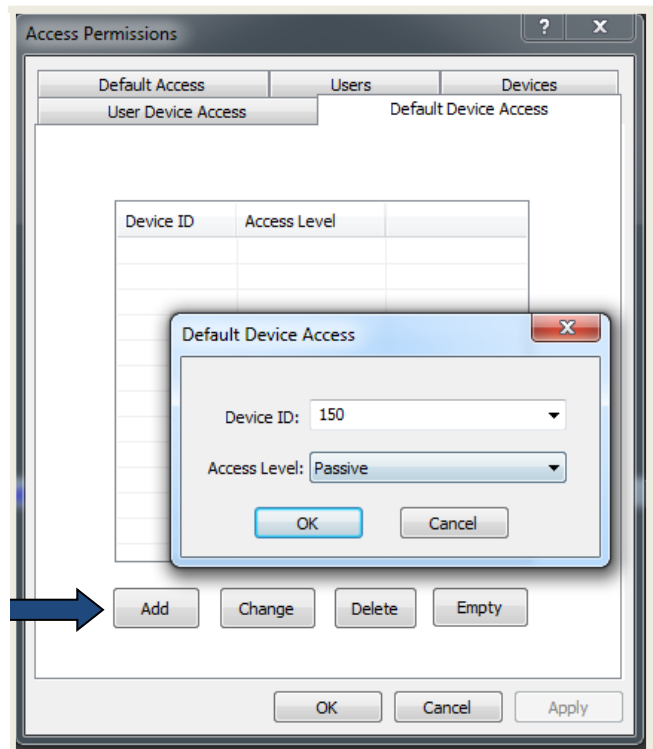 Access Permissions
? X
Default Access Users Devices
User Device Access Default Device Access
Device ID Access Level
Default Device Access
X
Device ID: 150
Access Level: Passive
OK Cancel
Add Change Delete Empty
OK Cancel Apply